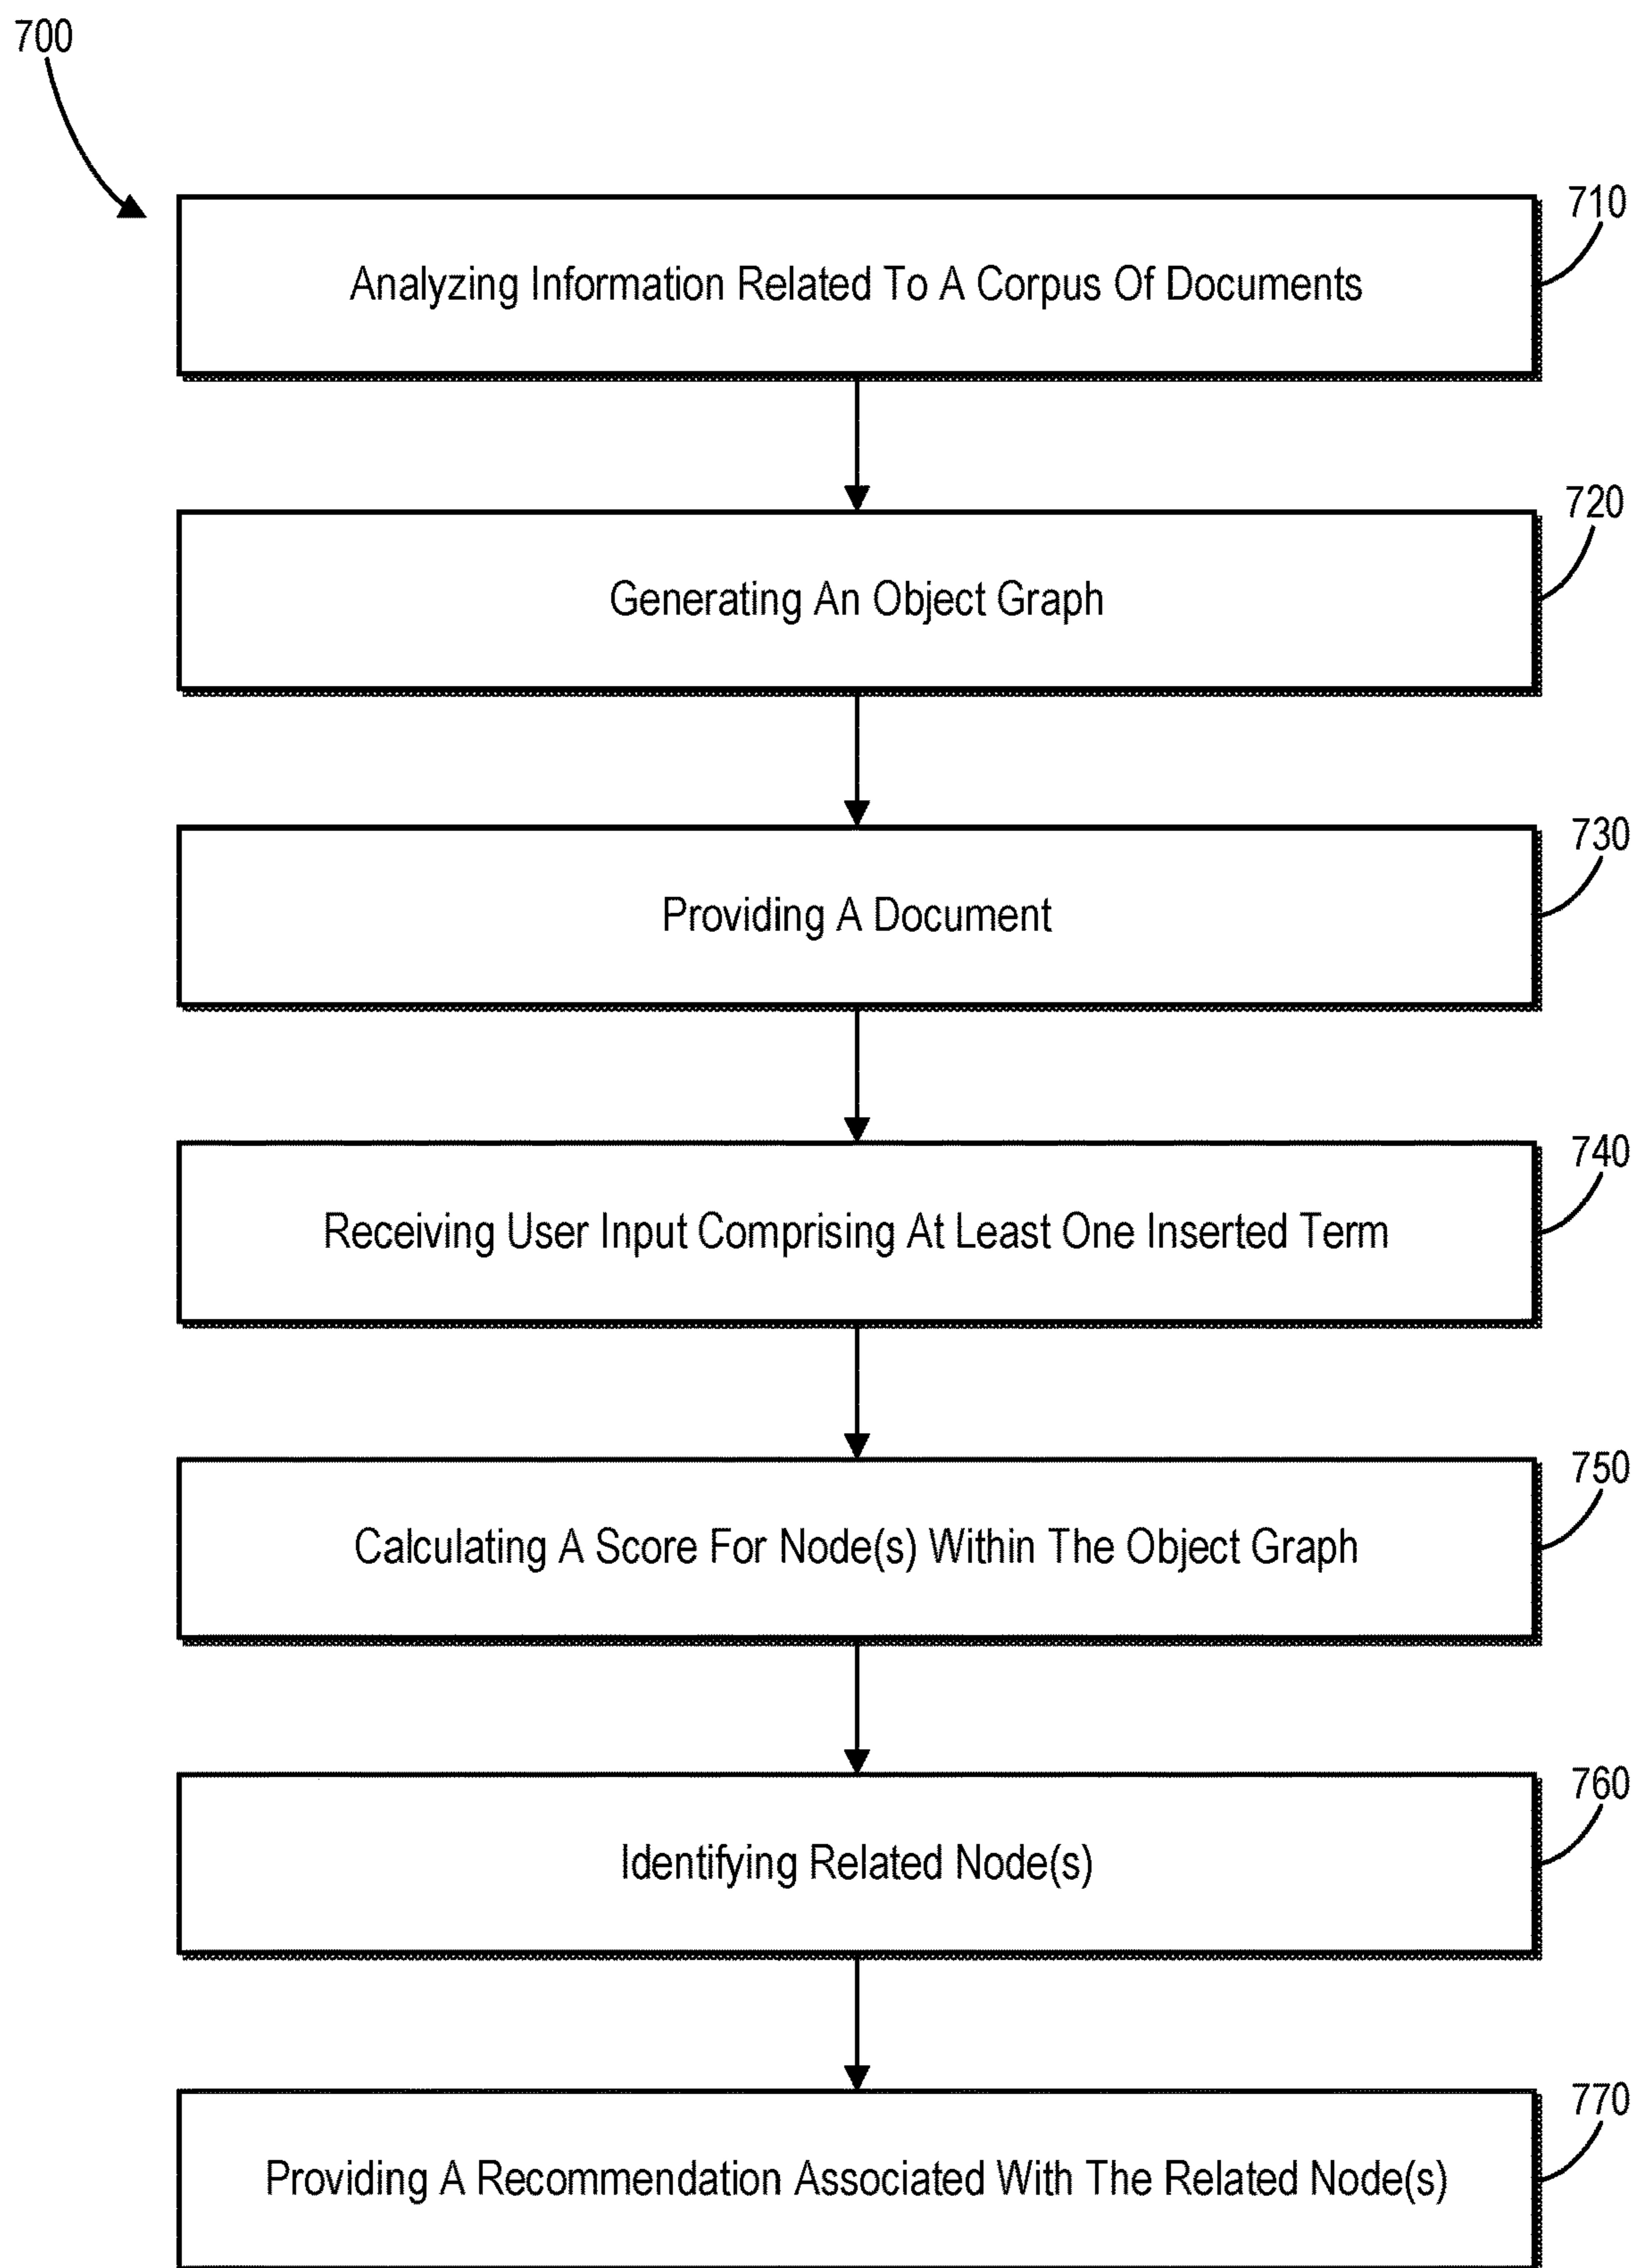 700
710
Analyzing Information Related To A Corpus Of Documents
720
Generating An Object Graph
730
Providing A Document
740
Receiving User Input Comprising At Least One Inserted Term
750
Calculating A Score For Node(s) Within The Object Graph
760
Identifying Related Node(s)
770
Providing A Recommendation Associated With The Related Node(s)